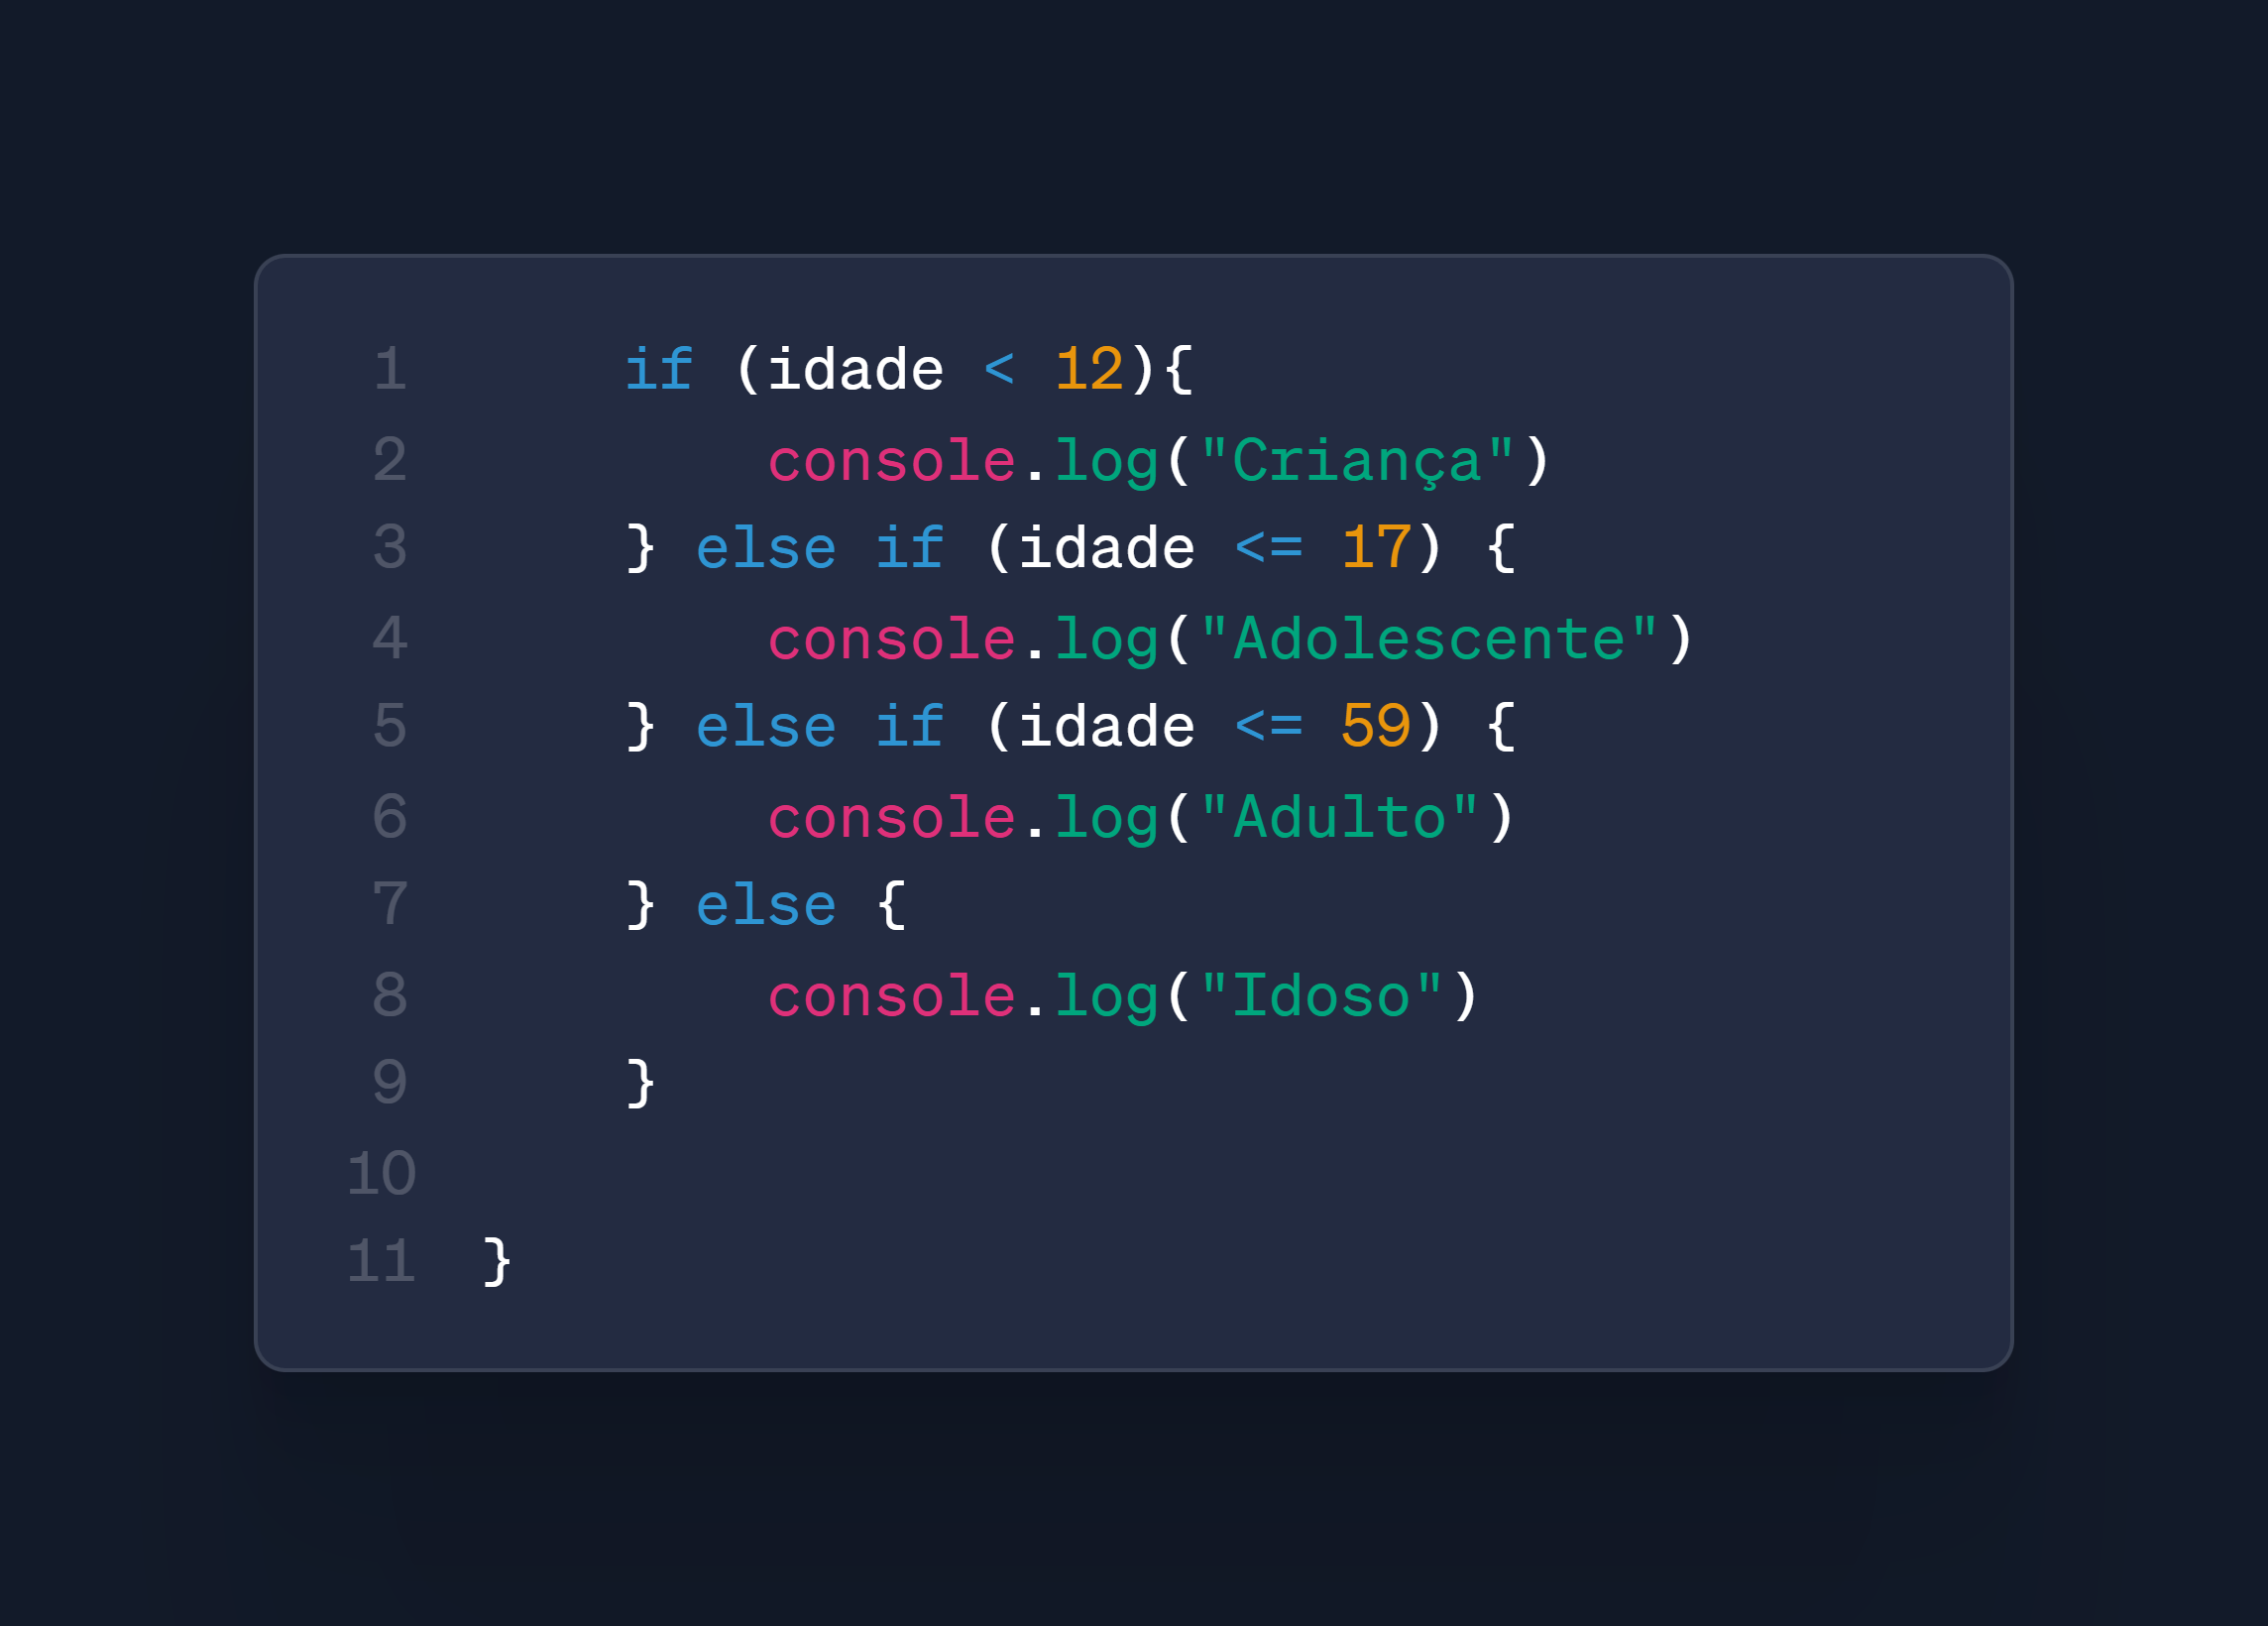 1 if (idade < 12){
2 console.log("Criança")
3 } else if (idade <= 17) {
4 console.log("Adolescente")
5 } else if (idade <= 59) {
6 console.log("Adulto")
7 } else {
8 console.log("Idoso")
9 }
10
11 }